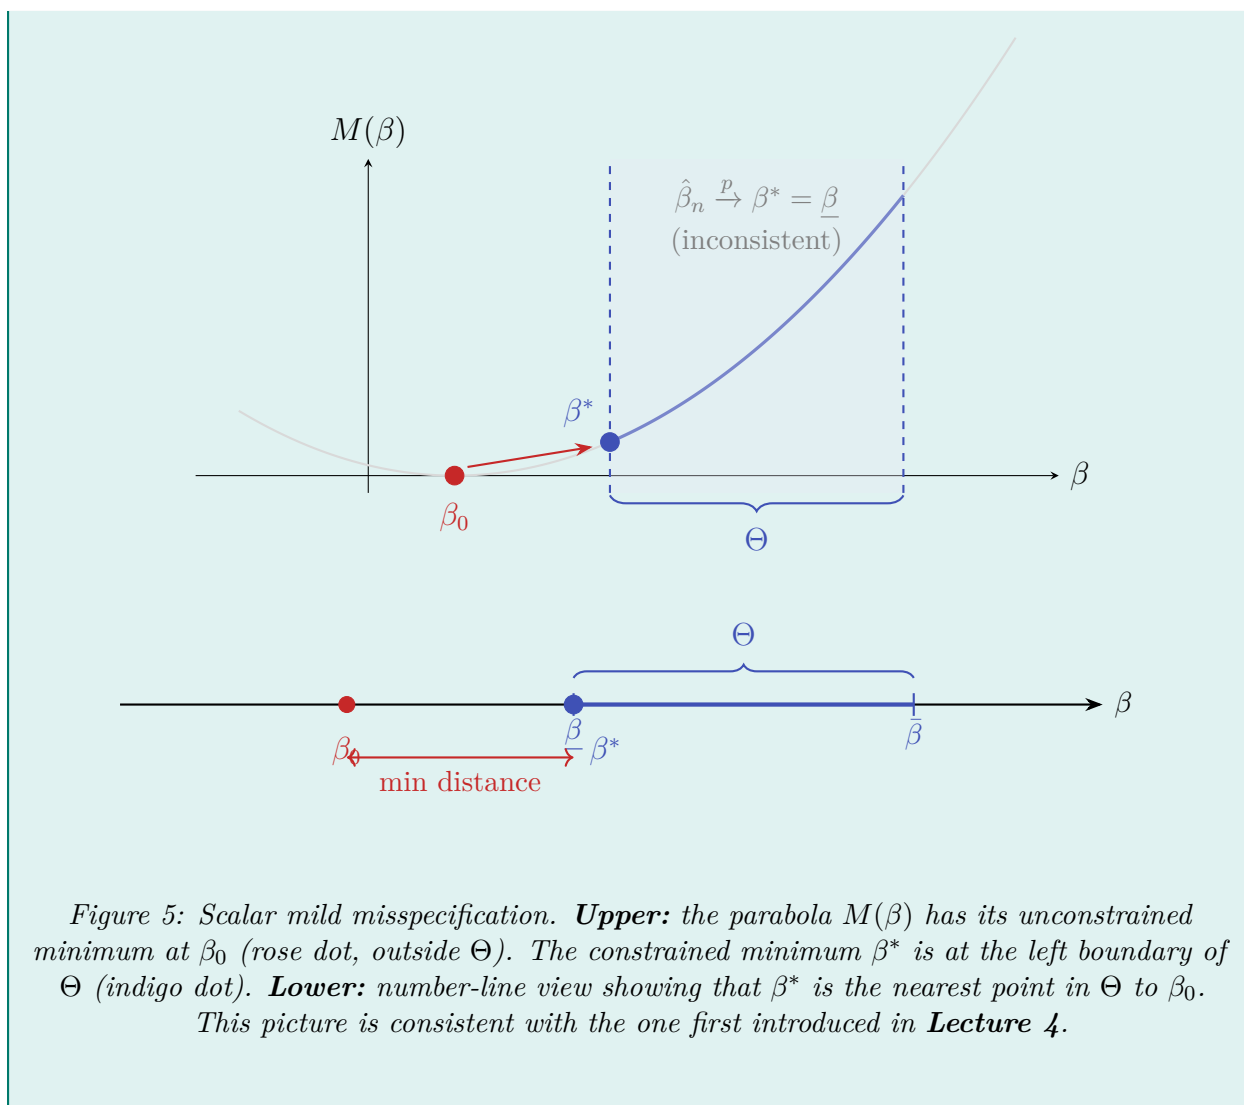 M(β)
β̂ₙ →ᵖ β* = β̲
(inconsistent)
β*
β
β₀
Θ
Θ
β
β̲
β̄
β₀
β*
min distance
Figure 5: Scalar mild misspecification. Upper: the parabola M(β) has its unconstrained
minimum at β₀ (rose dot, outside Θ). The constrained minimum β* is at the left boundary of
Θ (indigo dot). Lower: number-line view showing that β* is the nearest point in Θ to β₀.
This picture is consistent with the one first introduced in Lecture 4.